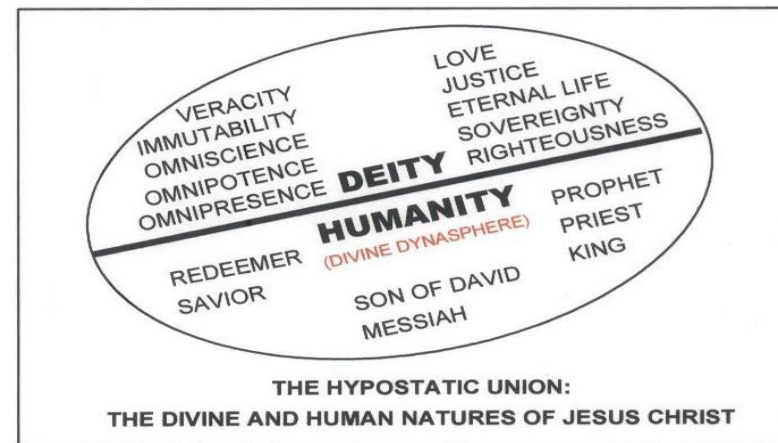 VERACITY
IMMUTABILITY
OMNISCIENCE
OMNIPOTENCE
OMNIPRESENCE
LOVE
JUSTICE
ETERNAL LIFE
SOVEREIGNTY
RIGHTEOUSNESS
DEITY
HUMANITY
(DIVINE DYNASPHERE)
REDEEMER
SAVIOR
SON OF DAVID
MESSIAH
PROPHET
PRIEST
KING
THE HYPOSTATIC UNION:
THE DIVINE AND HUMAN NATURES OF JESUS CHRIST